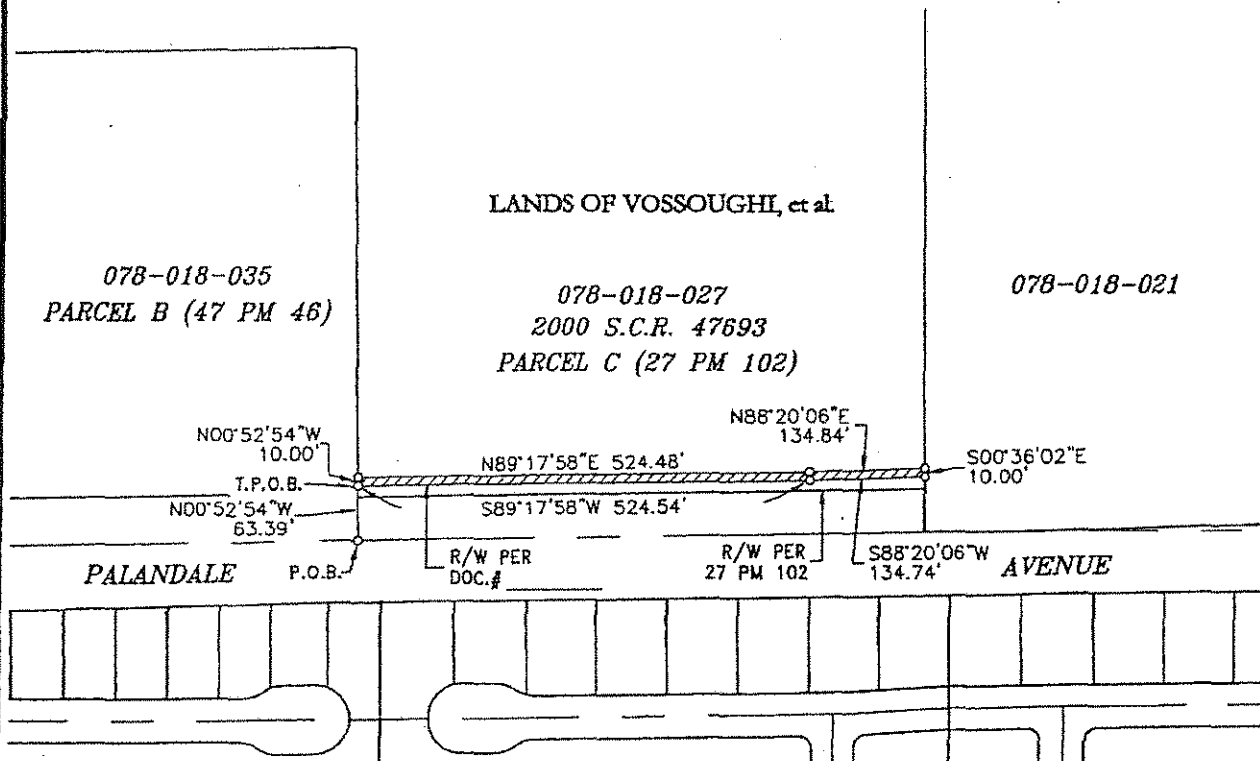 LANDS OF VOSSOUGHI, et al.
078-018-035
PARCEL B (47 PM 46)
078-018-027
2000 S.C.R. 47693
PARCEL C (27 PM 102)
078-018-021
N88°20'06"E
134.84'
N00°52'54"W
10.00'
N89°17'58"E 524.48'
S00°36'02"E
10.00'
T.P.O.B.
N00°52'54"W
63.39'
S89°17'58"W 524.54'
PALANDALE
P.O.B.
R/W PER
DOC.#
R/W PER
27 PM 102
S88°20'06"W
134.74'
AVENUE